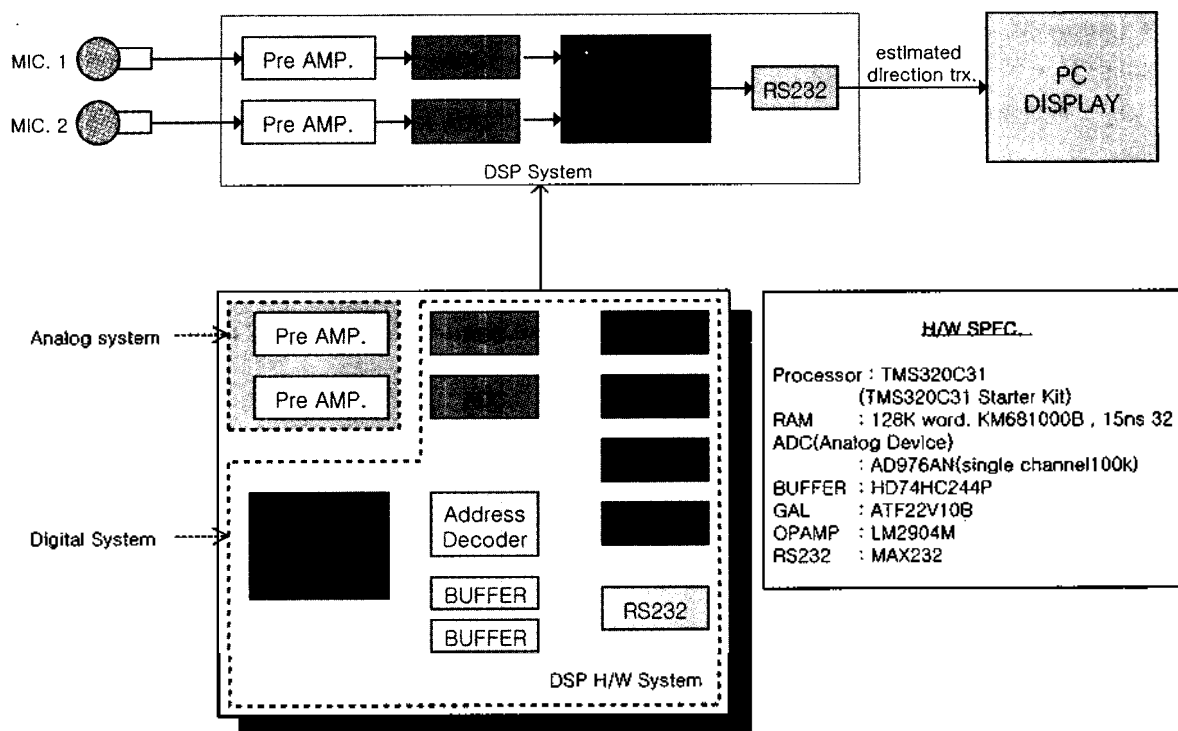 MIC. 1
Pre AMP.
estimated
direction trx.
RS232
PC
DISPLAY
MIC. 2
Pre AMP.
DSP System
Analog system
Pre AMP.
Pre AMP.
Digital System
Address
Decoder
BUFFER
BUFFER
RS232
DSP H/W System
H/W SPEC.
Processor : TMS320C31
(TMS320C31 Starter Kit)
RAM : 128K word. KM681000B , 15ns 32
ADC(Analog Device)
: AD976AN(single channel100k)
BUFFER : HD74HC244P
GAL : ATF22V10B
OPAMP : LM2904M
RS232 : MAX232